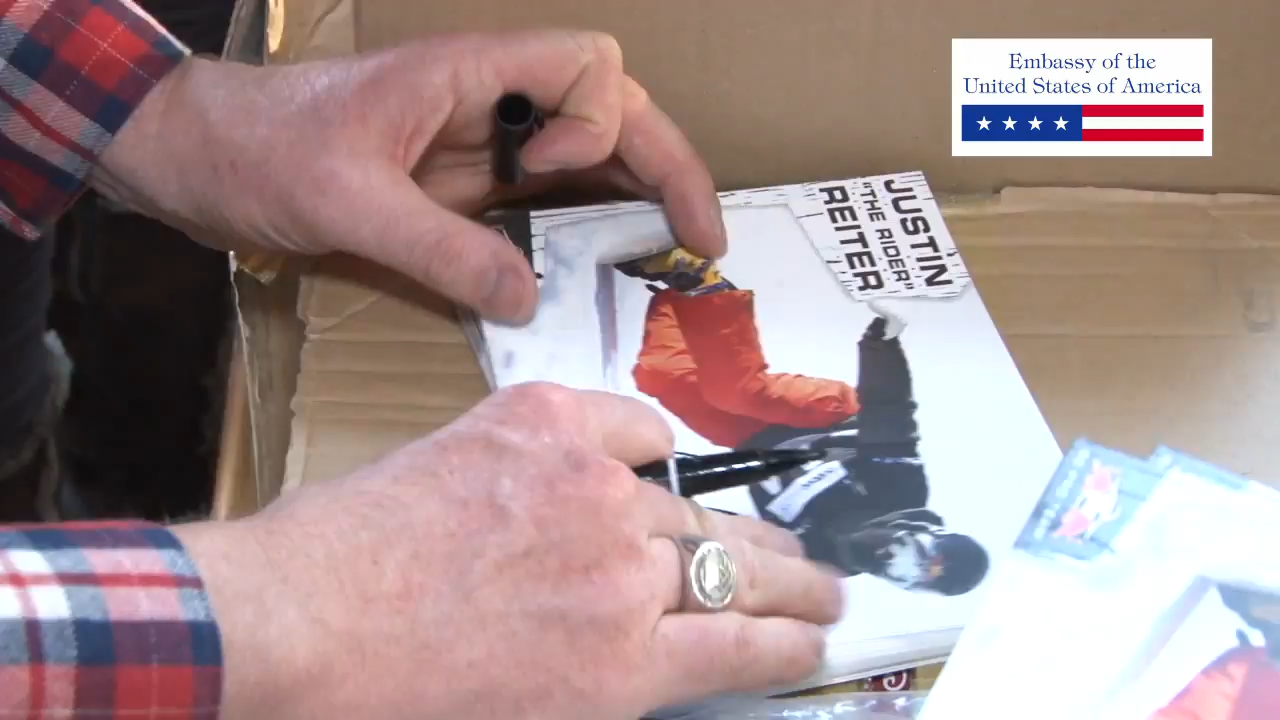 Embassy of the
United States of America
JUSTIN
"THE RIDER"
REITER